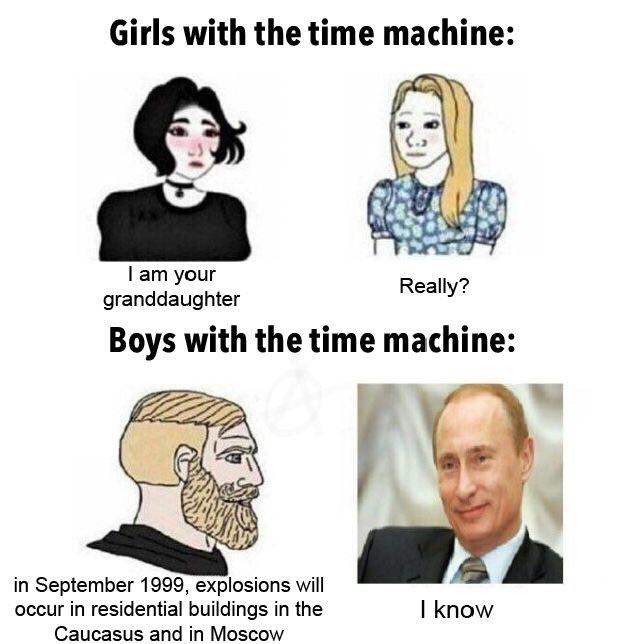 Girls with the time machine:
I am your
granddaughter
Really?
Boys with the time machine:
in September 1999, explosions will
occur in residential buildings in the
Caucasus and in Moscow
I know